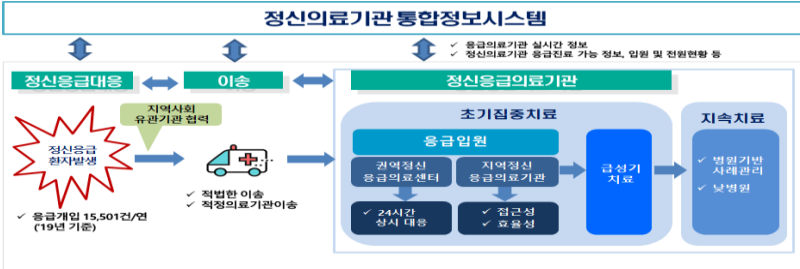 정신의료기관 통합정보시스템
✓ 응급의료기관 실시간 정보
✓ 정신의료기관 응급진료 가능 정보, 입원 및 전원현황 등
정신응급대응
이송
정신응급의료기관
지역사회
유관기관 협력
정신응급
환자발생
✓ 응급개입 15,501건/연
('19년 기준)
✓ 적법한 이송
✓ 적정의료기관이송
초기집중치료
응급입원
권역정신
응급의료센터
지역정신
응급의료기관
✓ 24시간
상시 대응
✓ 접근성
✓ 효율성
급성기
치료
지속치료
✓ 병원기반
사례관리
✓ 낮병원